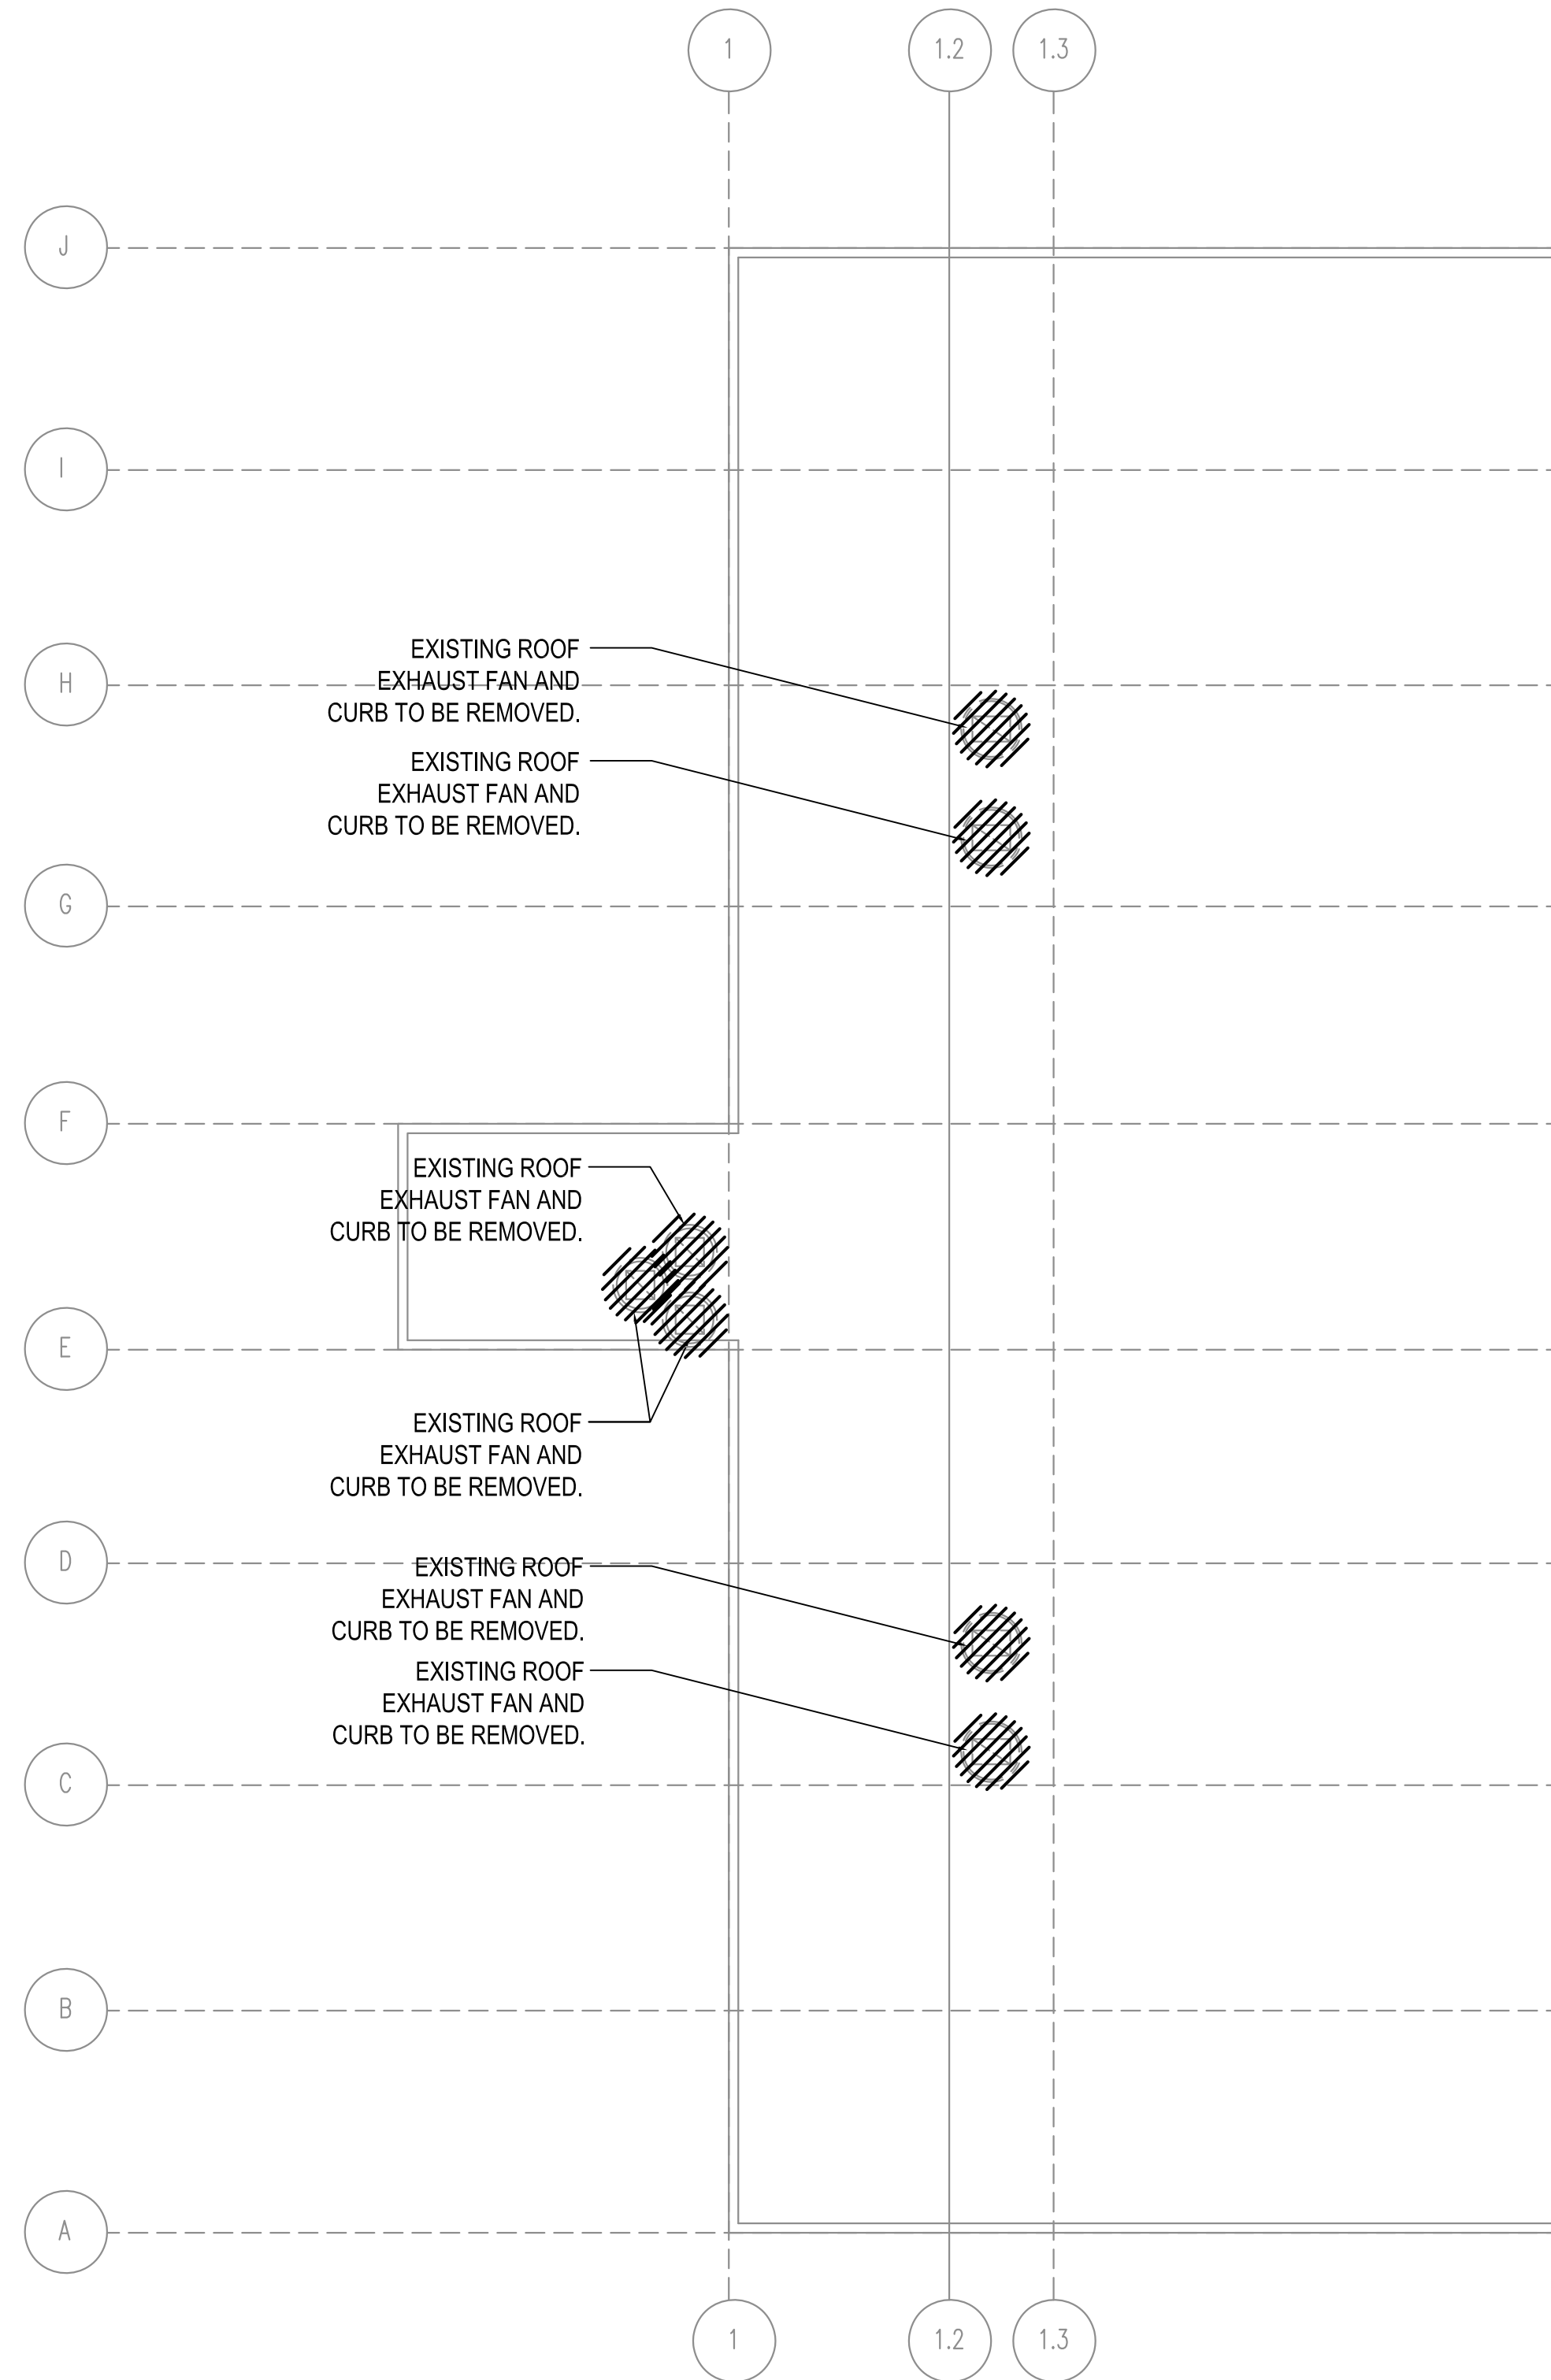 1
1.2
1.3
J
I
H
EXISTING ROOF
EXHAUST FAN AND
CURB TO BE REMOVED.
EXISTING ROOF
EXHAUST FAN AND
CURB TO BE REMOVED.
G
F
EXISTING ROOF
EXHAUST FAN AND
CURB TO BE REMOVED.
E
EXISTING ROOF
EXHAUST FAN AND
CURB TO BE REMOVED.
D
EXISTING ROOF
EXHAUST FAN AND
CURB TO BE REMOVED.
EXISTING ROOF
EXHAUST FAN AND
CURB TO BE REMOVED.
C
B
A
1
1.2
1.3